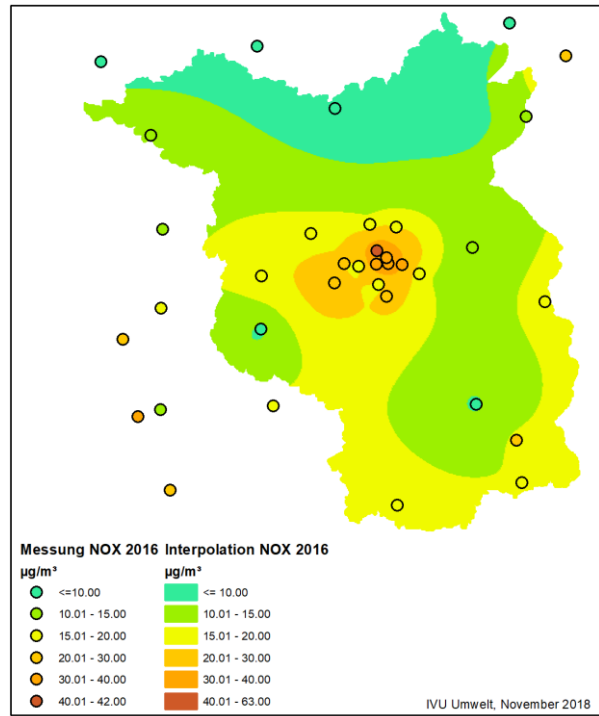 Messung NOX 2016 Interpolation NOX 2016
µg/m³ µg/m³
<=10.00 <= 10.00
10.01 - 15.00 10.01 - 15.00
15.01 - 20.00 15.01 - 20.00
20.01 - 30.00 20.01 - 30.00
30.01 - 40.00 30.01 - 40.00
40.01 - 42.00 40.01 - 63.00
IVU Umwelt, November 2018